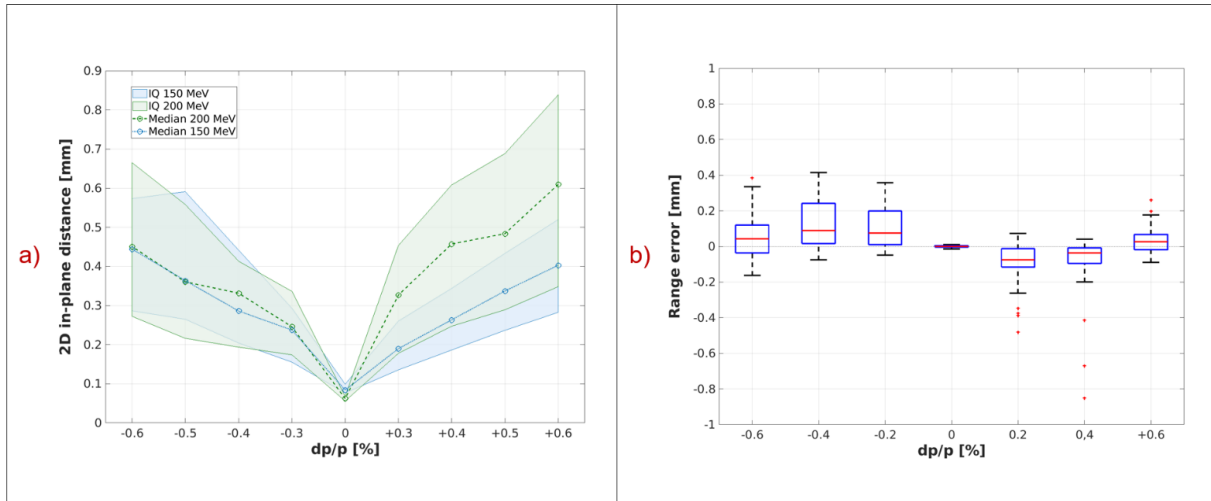 a)
0.9
0.8
0.7
0.6
0.5
0.4
0.3
0.2
0.1
0
2D in-plane distance [mm]
IQ 150 MeV
IQ 200 MeV
Median 200 MeV
Median 150 MeV
-0.6 -0.5 -0.4 -0.3 0 +0.3 +0.4 +0.5 +0.6
dp/p [%]
b)
1
0.8
0.6
0.4
0.2
0
-0.2
-0.4
-0.6
-0.8
-1
Range error [mm]
-0.6 -0.4 -0.2 0 0.2 0,4 +0.6
dp/p [%]